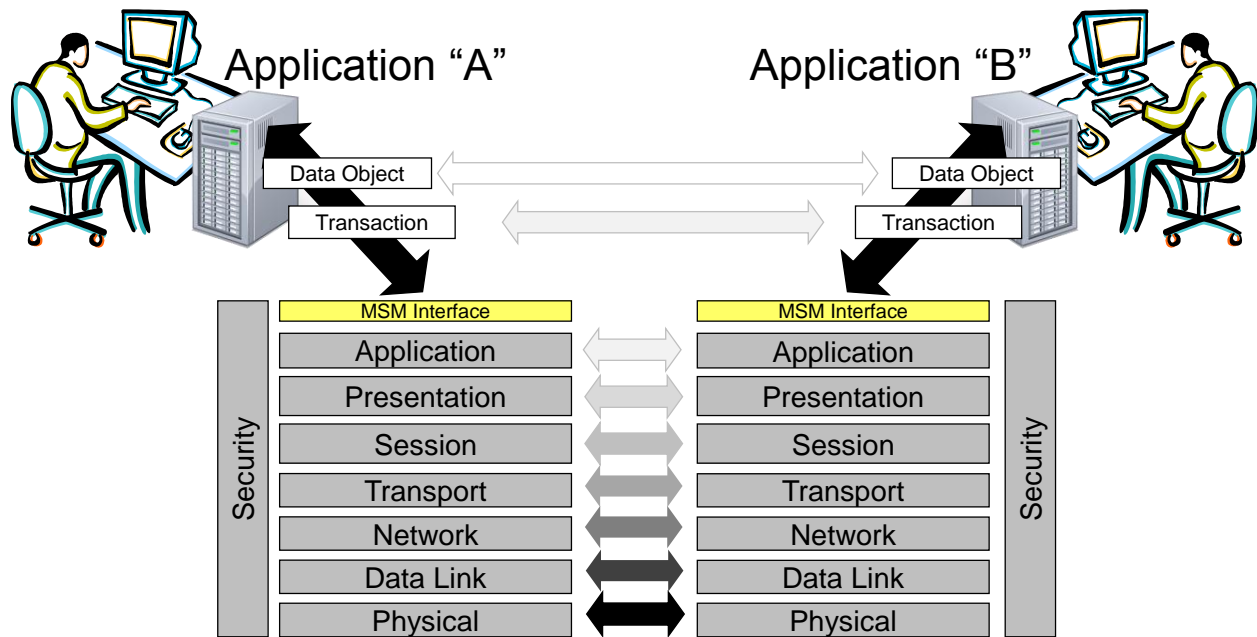 Application “A”
Application “B”
Data Object
Data Object
Transaction
Transaction
MSM Interface
MSM Interface
Application
Application
Presentation
Presentation
Session
Session
Transport
Transport
Network
Network
Data Link
Data Link
Physical
Physical
Security
Security